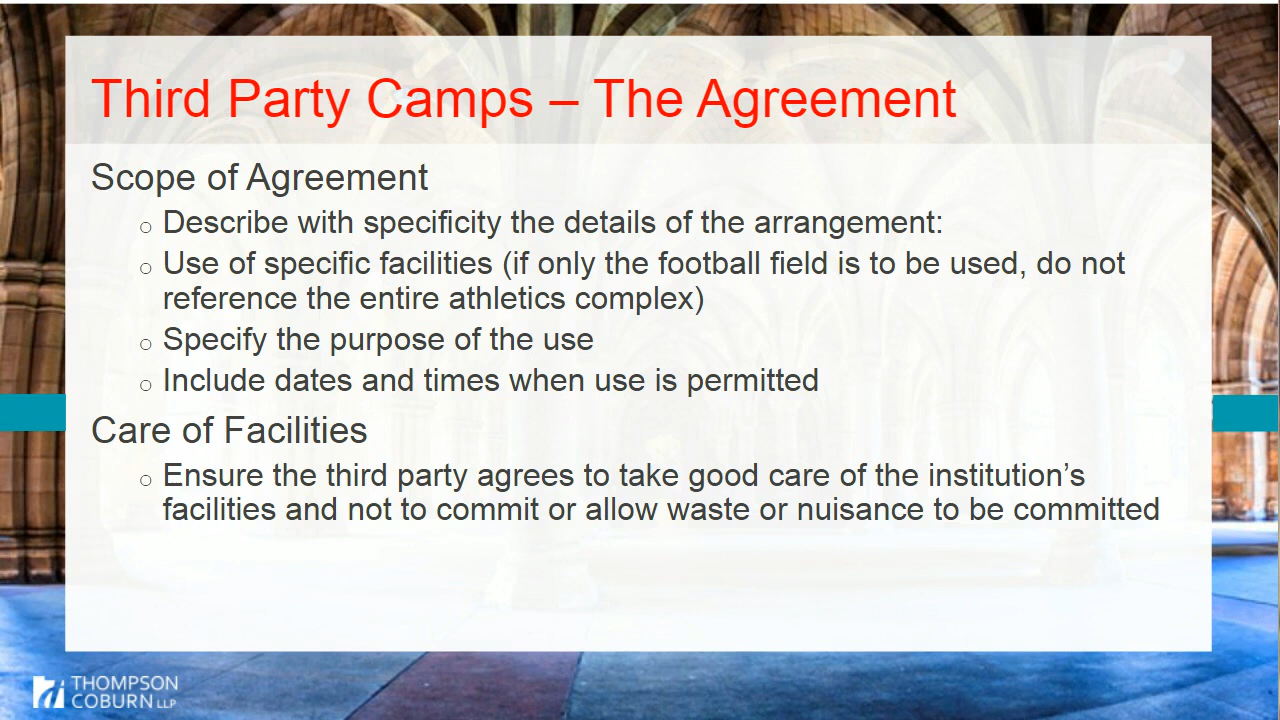 Third Party Camps – The Agreement
Scope of Agreement
o Describe with specificity the details of the arrangement:
o Use of specific facilities (if only the football field is to be used, do not
reference the entire athletics complex)
o Specify the purpose of the use
o Include dates and times when use is permitted
Care of Facilities
o Ensure the third party agrees to take good care of the institution’s
facilities and not to commit or allow waste or nuisance to be committed
THOMPSON
COBURN LLP